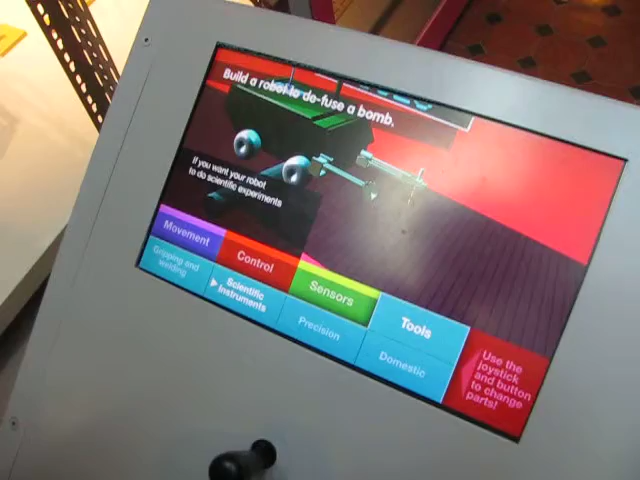 Build a robot to de-fuse a bomb.
If you want your robot
to do scientific experiments
Movement
Control
Sensors
Tools
Gripping and
welding
Scientific
Instruments
Precision
Domestic
Use the
joystick
and button
to change
parts!